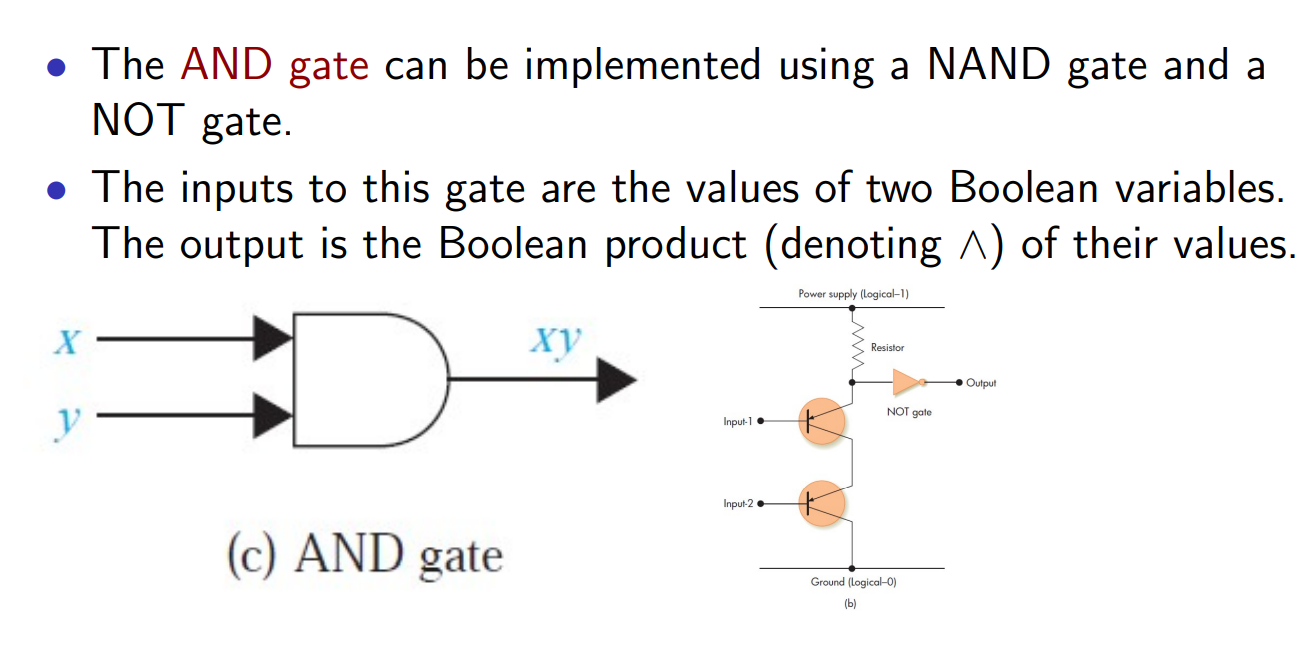 The AND gate can be implemented using a NAND gate and a
NOT gate.
The inputs to this gate are the values of two Boolean variables.
The output is the Boolean product (denoting ∧) of their values.
x
y
xy
(c) AND gate
Power supply (Logical–1)
Resistor
Output
NOT gate
Input-1
Input-2
Ground (Logical–0)
(b)